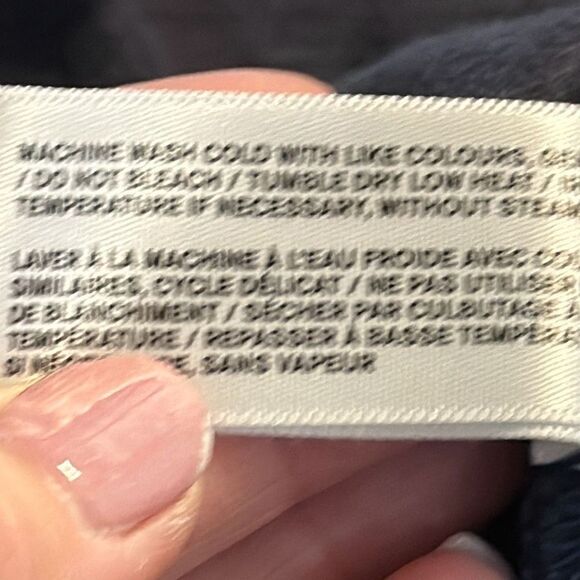 MACHINE WASH COLD WITH LIKE COLOURS,
/ DO NOT BLEACH / TUMBLE DRY LOW HEAT /
TEMPERATURE IF NECESSARY, WITHOUT STEAM
LAVER À LA MACHINE À L'EAU FROIDE AVEC
SIMILAIRES, CYCLE DÉLICAT / NE PAS UTILISER
DE BLANCHIMENT / SÉCHER PAR CULBUTAGE À
TEMPÉRATURE / REPASSER À BASSE
SI NÉCESSAIRE, SANS VAPEUR